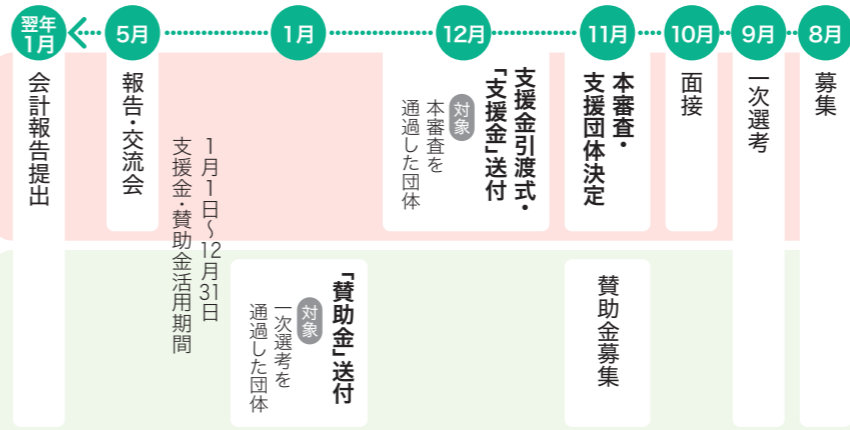 8月
募集
9月
一次選考
10月
面接
11月
本審査・
支援団体決定
賛助金募集
12月
支援金引渡式・
「支援金」送付
対象
本審査を
通過した団体
1月
「賛助金」送付
対象
一次選考を
通過した団体
1月1日〜12月31日
支援金・賛助金活用期間
5月
報告・交流会
翌年
1月
会計報告提出